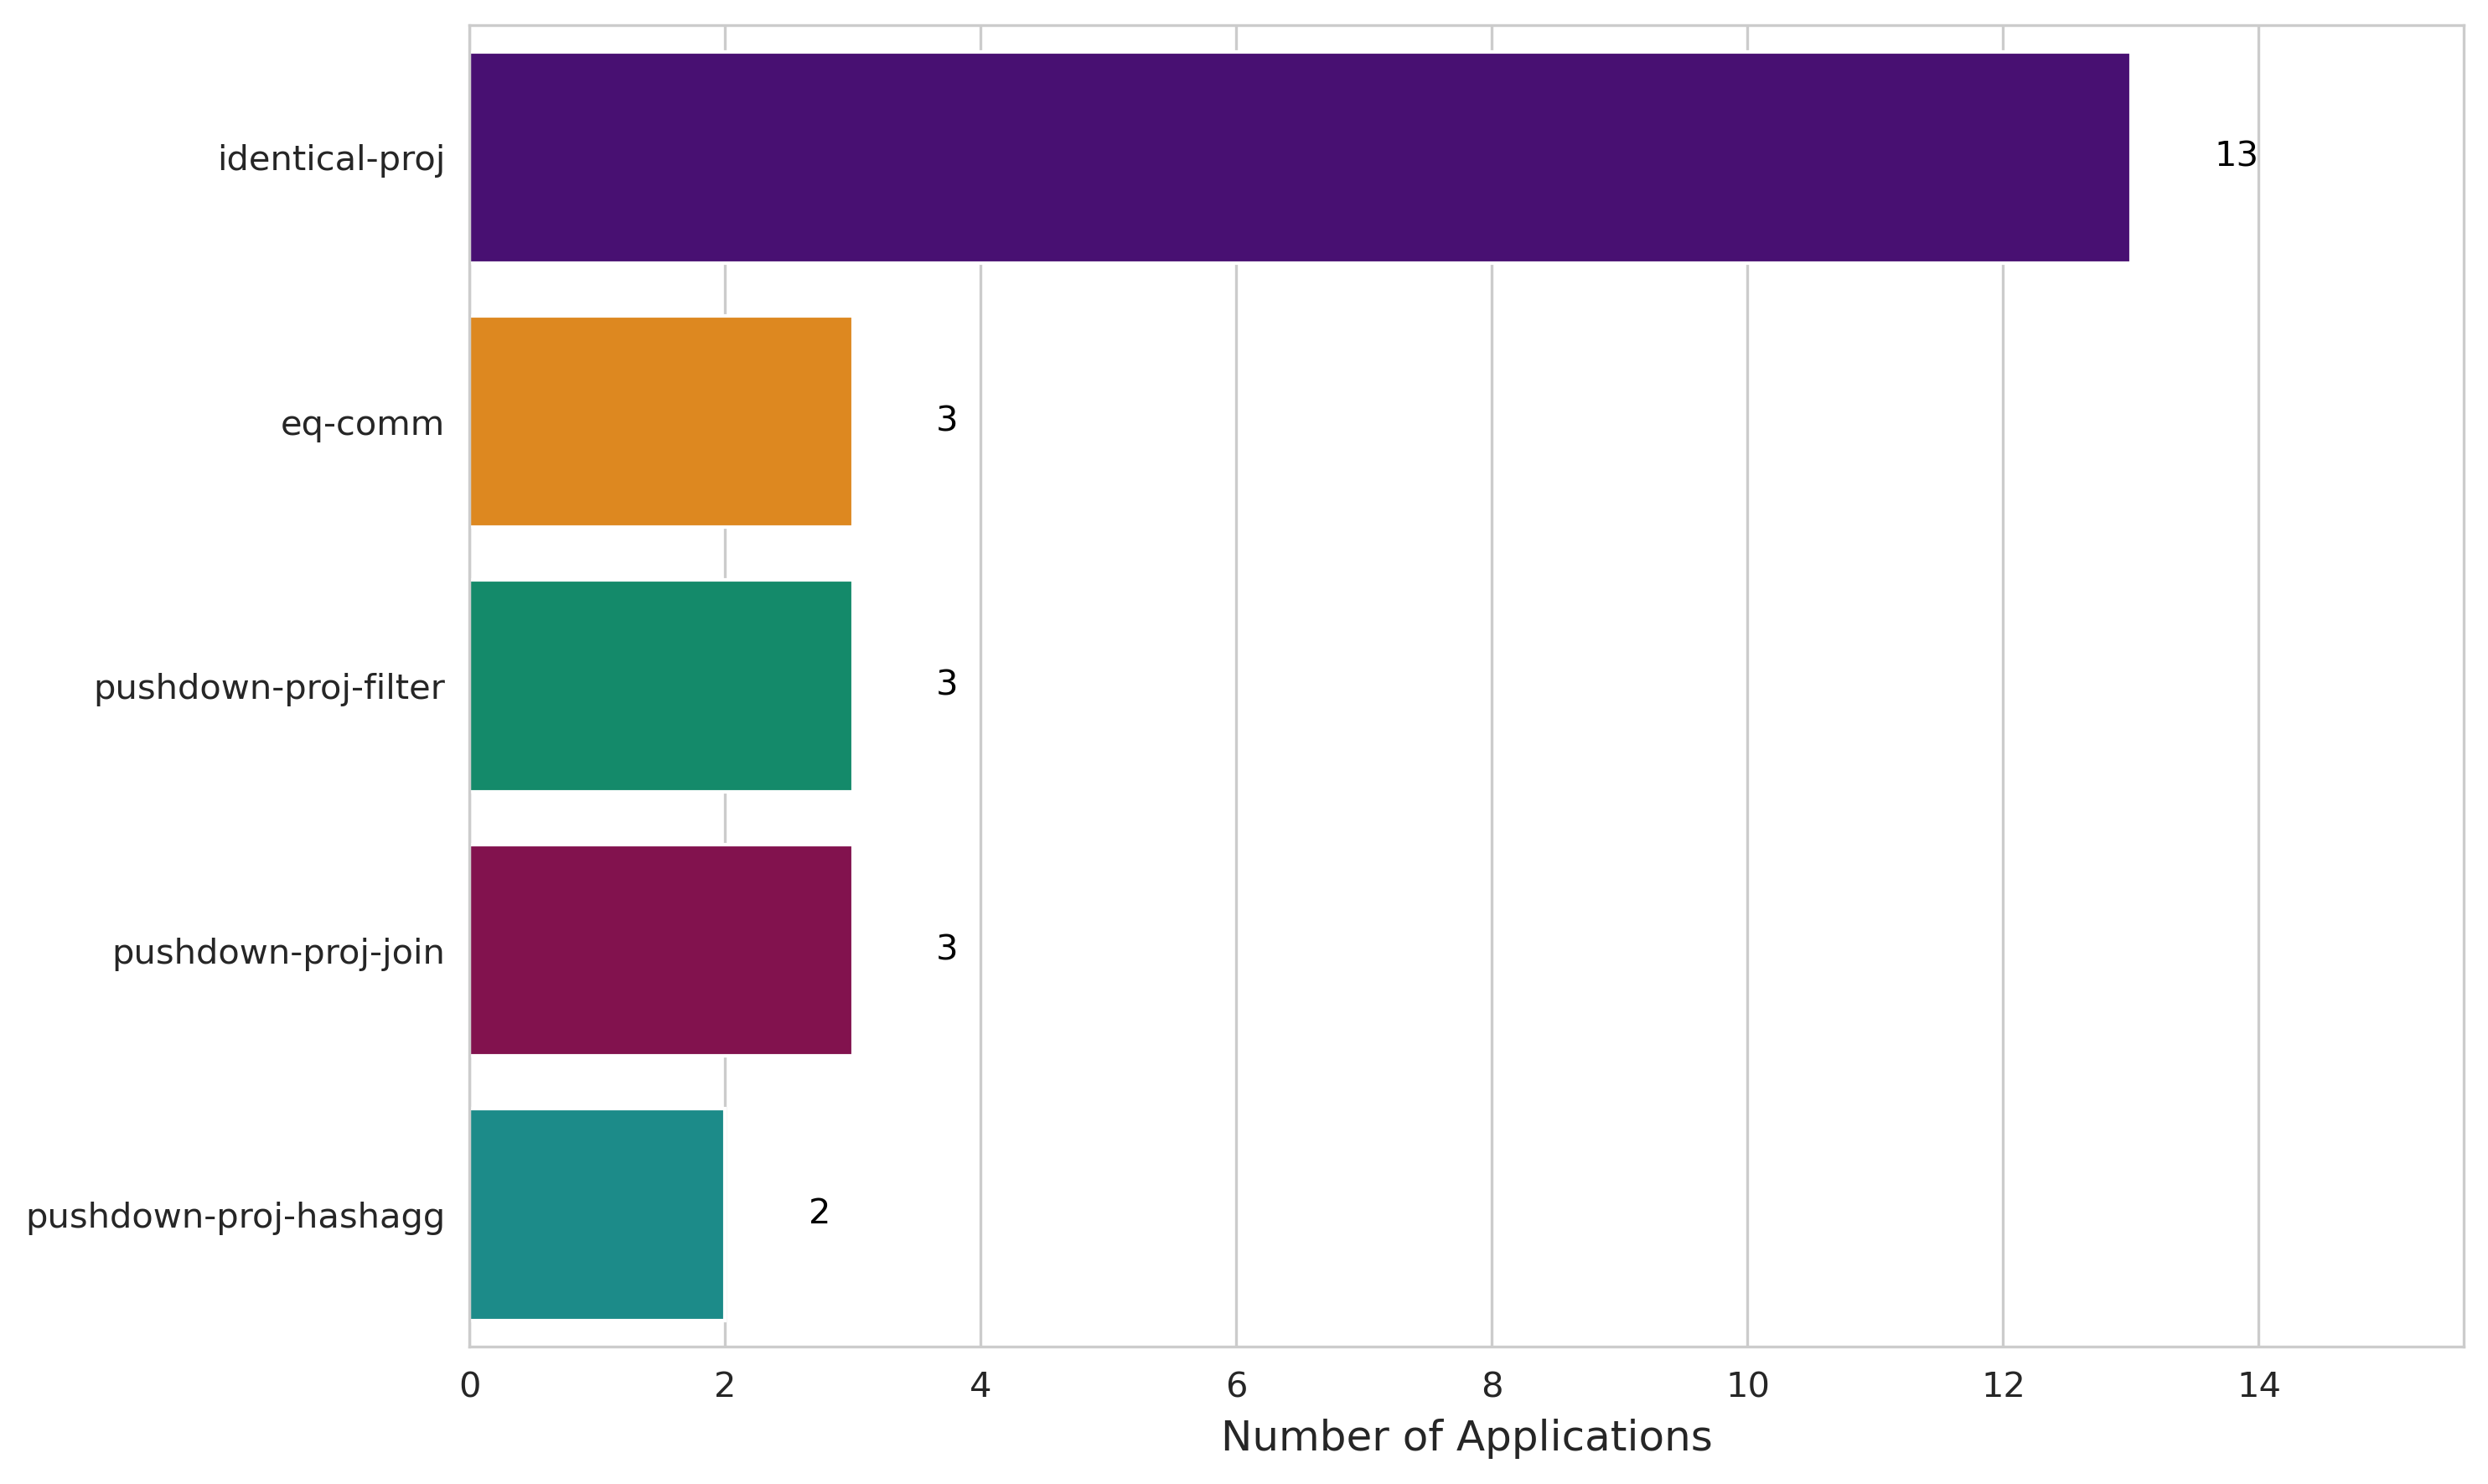 identical-proj
13
eq-comm
3
pushdown-proj-filter
3
pushdown-proj-join
3
pushdown-proj-hashagg
2
0 2 4 6 8 10 12 14
Number of Applications